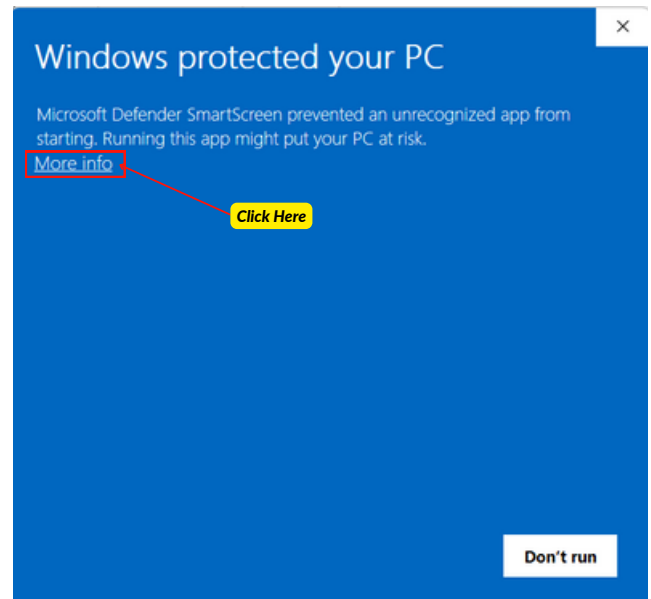 Windows protected your PC
Microsoft Defender SmartScreen prevented an unrecognized app from
starting. Running this app might put your PC at risk.
More info
Click Here
Don't run